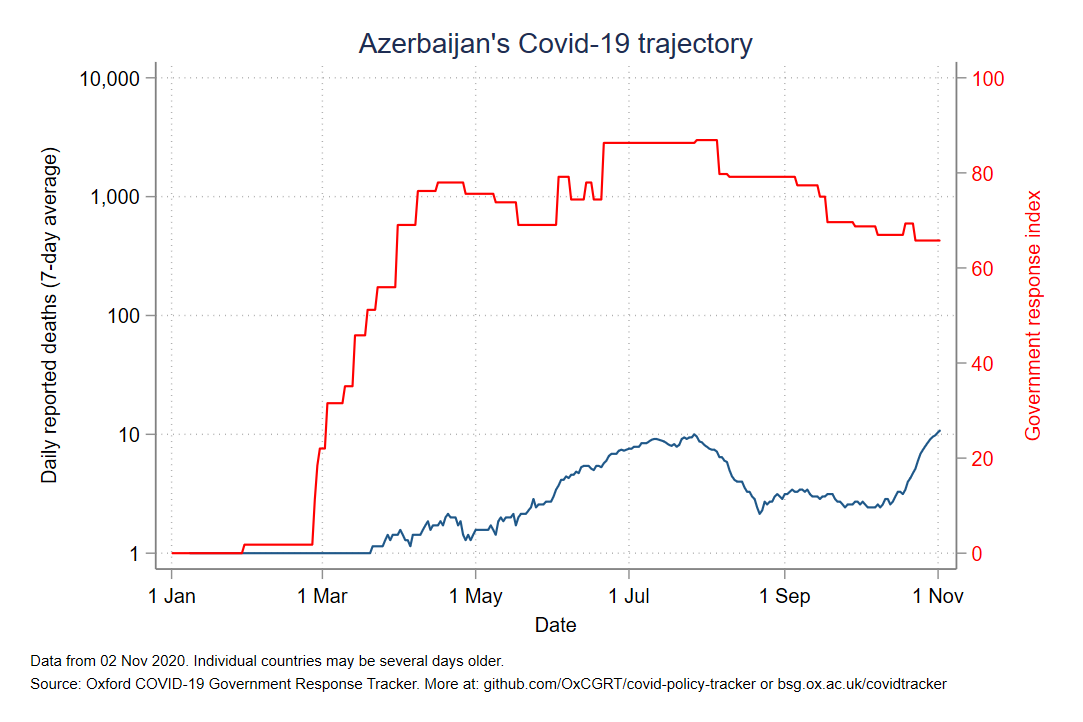 Azerbaijan's Covid-19 trajectory
10,000
1,000
100
10
1
Daily reported deaths (7-day average)
100
80
60
40
20
0
Government response index
1 Jan 1 Mar 1 May 1 Jul 1 Sep 1 Nov
Date
Data from 02 Nov 2020. Individual countries may be several days older.
Source: Oxford COVID-19 Government Response Tracker. More at: github.com/OxCGRT/covid-policy-tracker or bsg.ox.ac.uk/covidtracker